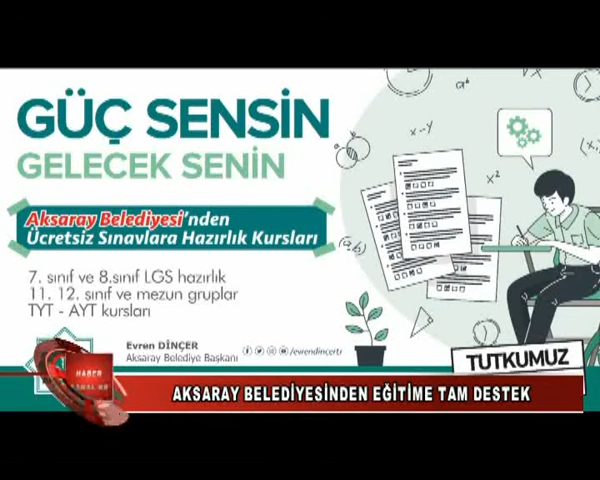 GÜÇ SENSİN
GELECEK SENİN
Aksaray Belediyesi'nden
Ücretsiz Sınavlara Hazırlık Kursları
7. sınıf ve 8.sınıf LGS hazırlık
11. 12. sınıf ve mezun gruplar
TYT - AYT kursları
Evren DİNÇER
Aksaray Belediye Başkanı
/evrendincertr
x-y
x²
(a,b)
TUTKUMUZ
HABER
AKSARAY BELEDİYESİNDEN EĞİTİME TAM DESTEK